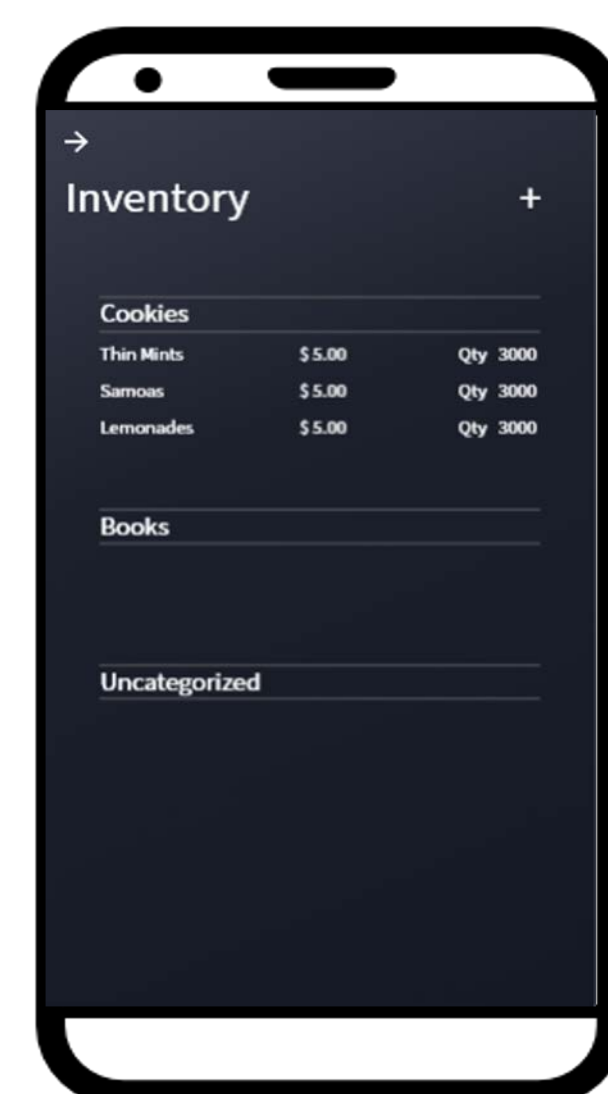 Inventory +
Cookies
Thin Mints $ 5.00 Qty 3000
Samoas $ 5.00 Qty 3000
Lemonades $ 5.00 Qty 3000
Books
Uncategorized